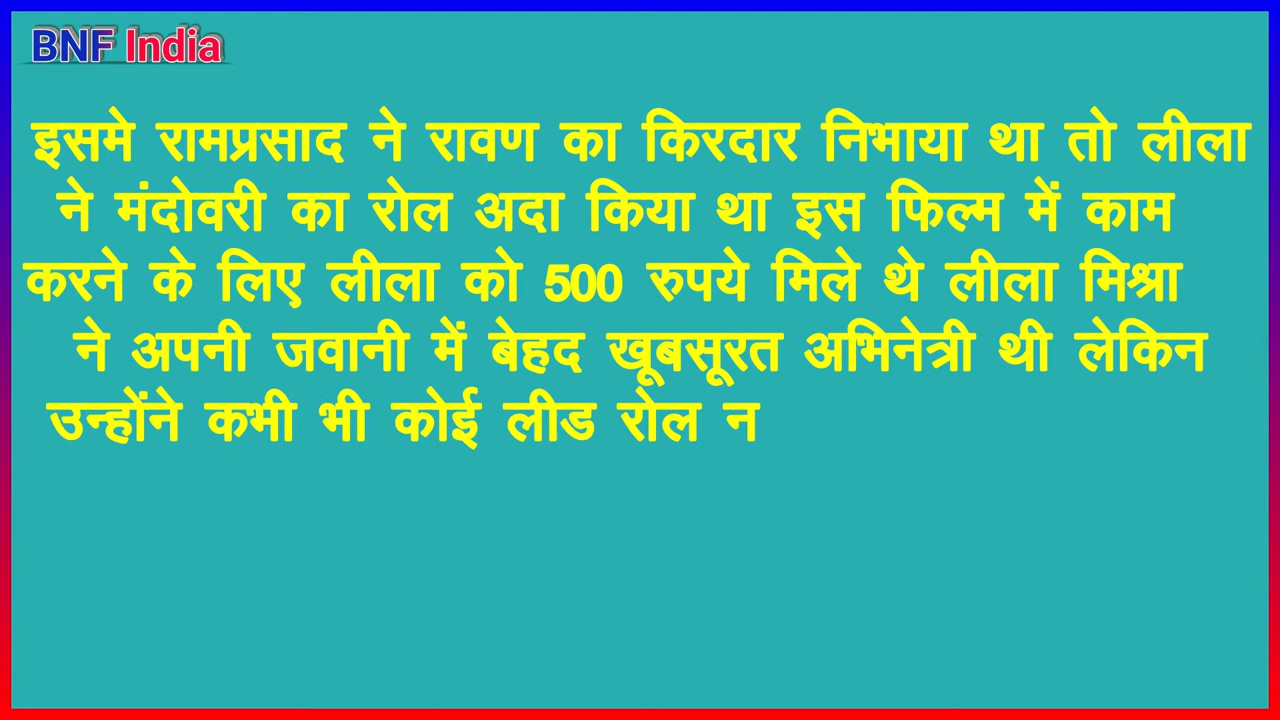 BNF India
इसमे रामप्रसाद ने रावण का किरदार निभाया था तो लीला
ने मंदोवरी का रोल अदा किया था इस फिल्म में काम
करने के लिए लीला को 500 रुपये मिले थे लीला मिश्रा
ने अपनी जवानी में बेहद खूबसूरत अभिनेत्री थी लेकिन
उन्होंने कभी भी कोई लीड रोल न